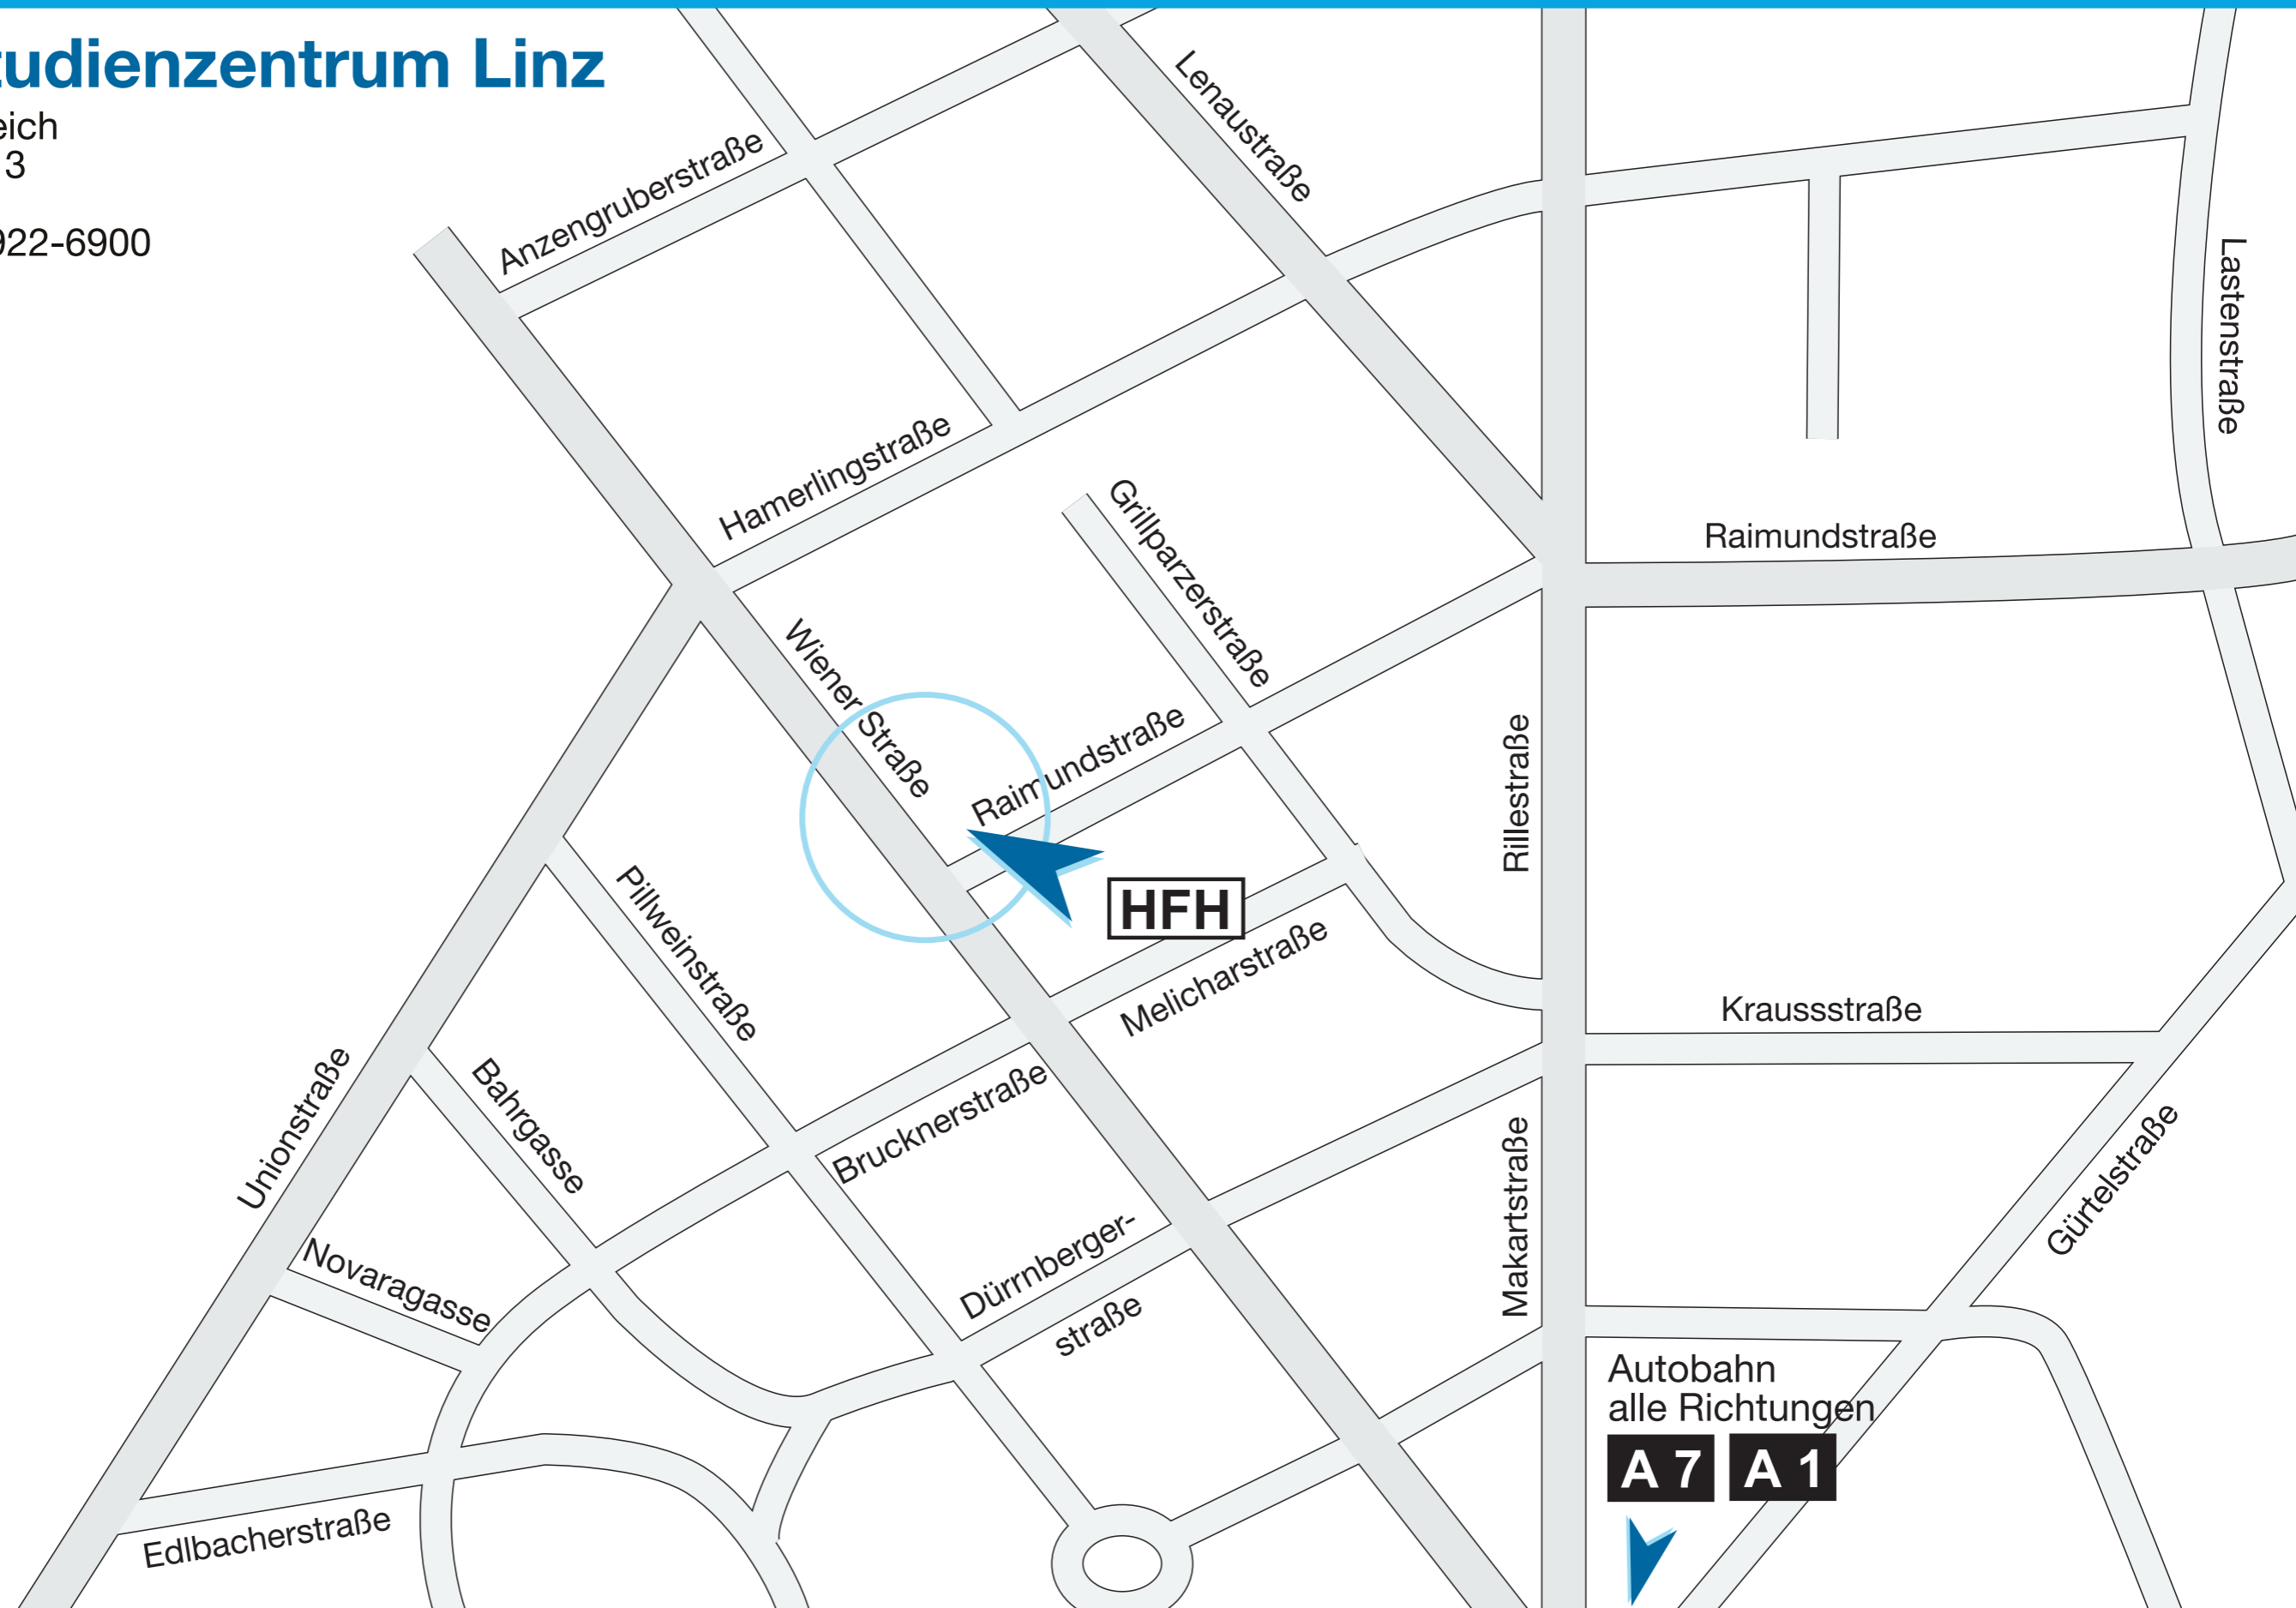 tudienzentrum Linz
eich
3
922-6900
Lenaustraße
Anzengruberstraße
Lastenstraße
Hamerlingstraße
Grillparzerstraße
Raimundstraße
Wiener Straße
Raimundstraße
Rillestraße
HFH
Pillweinstraße
Melicharstraße
Kraussstraße
Unionstraße
Bahrgasse
Brucknerstraße
Makartstraße
Gürtelstraße
Novaragasse
Dürrnberger-
straße
Autobahn
alle Richtungen
A 7 A 1
Edlbacherstraße